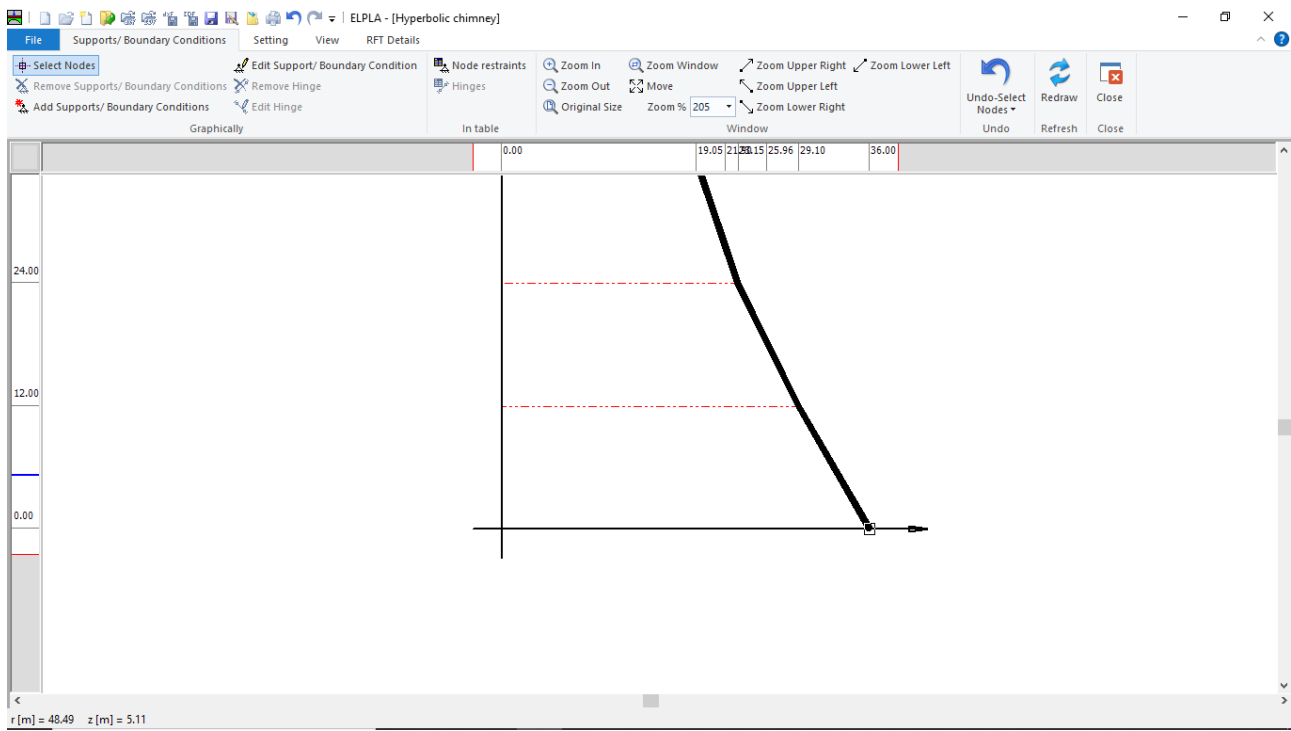 ELPLA - [Hyperbolic chimney]
File Supports/ Boundary Conditions Setting View RFT Details
Select Nodes Edit Support/ Boundary Condition Node restraints Zoom In Zoom Window Zoom Upper Right Zoom Lower Left
Remove Supports/ Boundary Conditions Remove Hinge Hinges Zoom Out Move Zoom Upper Left
Add Supports/ Boundary Conditions Edit Hinge Original Size Zoom % 205 Zoom Lower Right
Undo-Select Nodes Redraw Close
Graphically In table Window Undo Refresh Close
0.00 19.05 25.96 29.10 36.00
24.00
12.00
0.00
r [m] = 48.49 z [m] = 5.11